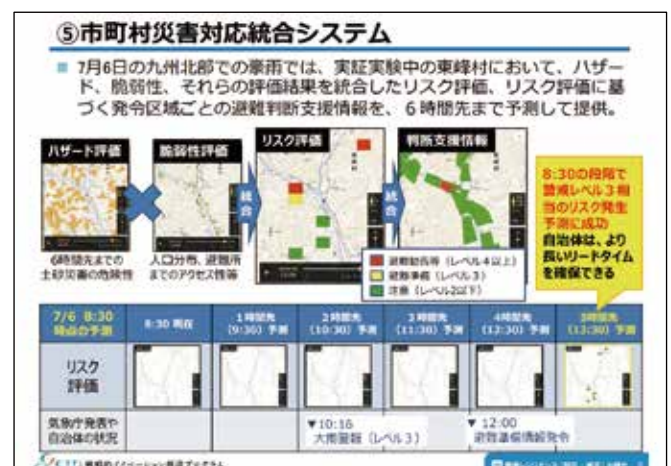 ⑤市町村災害対応統合システム
■ 7月6日の九州北部での豪雨では、実証実験中の東峰村において、ハザー
ド、脆弱性、それらの評価結果を統合したリスク評価、リスク評価に基
づく発令区域ごとの避難判断支援情報を、6時間先まで予測して提供。
ハザード評価
脆弱性評価
リスク評価
判断支援情報
統合
統合
6時間先までの
土砂災害の危険性
人口分布、避難所
までのアクセス性等
避難勧告等（レベル4以上）
避難準備（レベル3）
注意（レベル2以下）
8:30の段階で
警戒レベル3相
当のリスク発生
予測に成功
自治体は、より
長いリードタイム
を確保できる
7/6 8:30
時点の予測
8:30 現在
1時間先
(9:30) 予測
2時間先
(10:30) 予測
3時間先
(11:30) 予測
4時間先
(12:30) 予測
5時間先
(13:30) 予測
リスク
評価
気象庁発表や
自治体の状況
▼10:16
大雨警報（レベル3）
▼ 12:00
避難準備情報発令